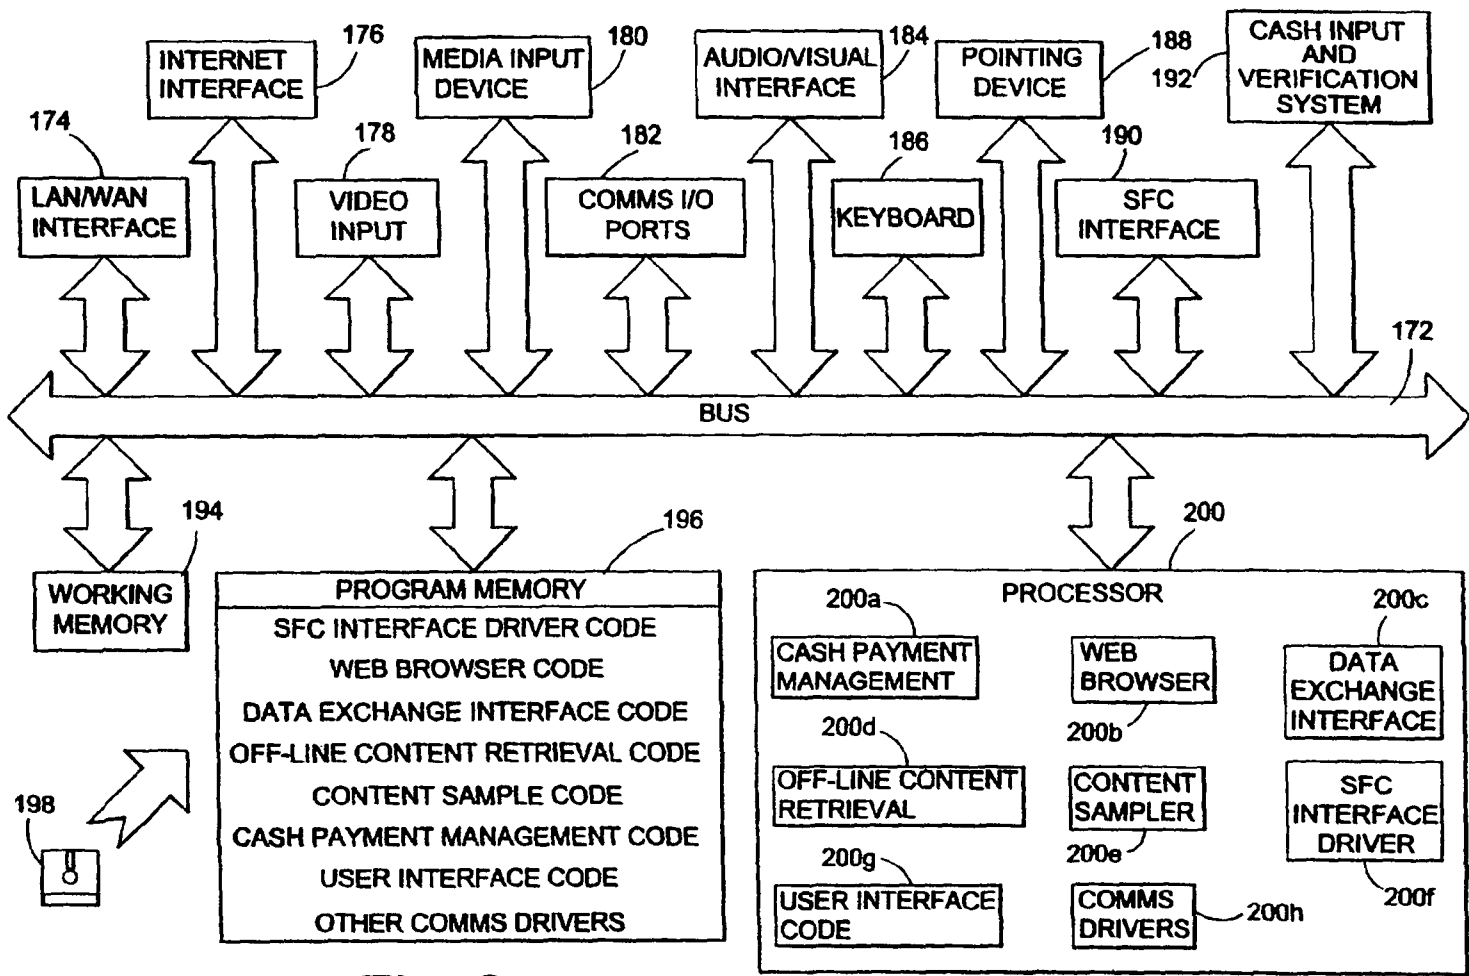 176
INTERNET
INTERFACE
MEDIA INPUT
DEVICE
180
AUDIO/VISUAL
INTERFACE
184
POINTING
DEVICE
188
192
CASH INPUT
AND
VERIFICATION
SYSTEM
174
LAN/WAN
INTERFACE
178
VIDEO
INPUT
182
COMMS I/O
PORTS
186
KEYBOARD
190
SFC
INTERFACE
172
BUS
194
WORKING
MEMORY
196
PROGRAM MEMORY
SFC INTERFACE DRIVER CODE
WEB BROWSER CODE
DATA EXCHANGE INTERFACE CODE
OFF-LINE CONTENT RETRIEVAL CODE
CONTENT SAMPLE CODE
CASH PAYMENT MANAGEMENT CODE
USER INTERFACE CODE
OTHER COMMS DRIVERS
198
200
PROCESSOR
200a
CASH PAYMENT
MANAGEMENT
WEB
BROWSER
200b
200c
DATA
EXCHANGE
INTERFACE
200d
OFF-LINE CONTENT
RETRIEVAL
CONTENT
SAMPLER
200e
SFC
INTERFACE
DRIVER
200f
200g
USER INTERFACE
CODE
COMMS
DRIVERS
200h